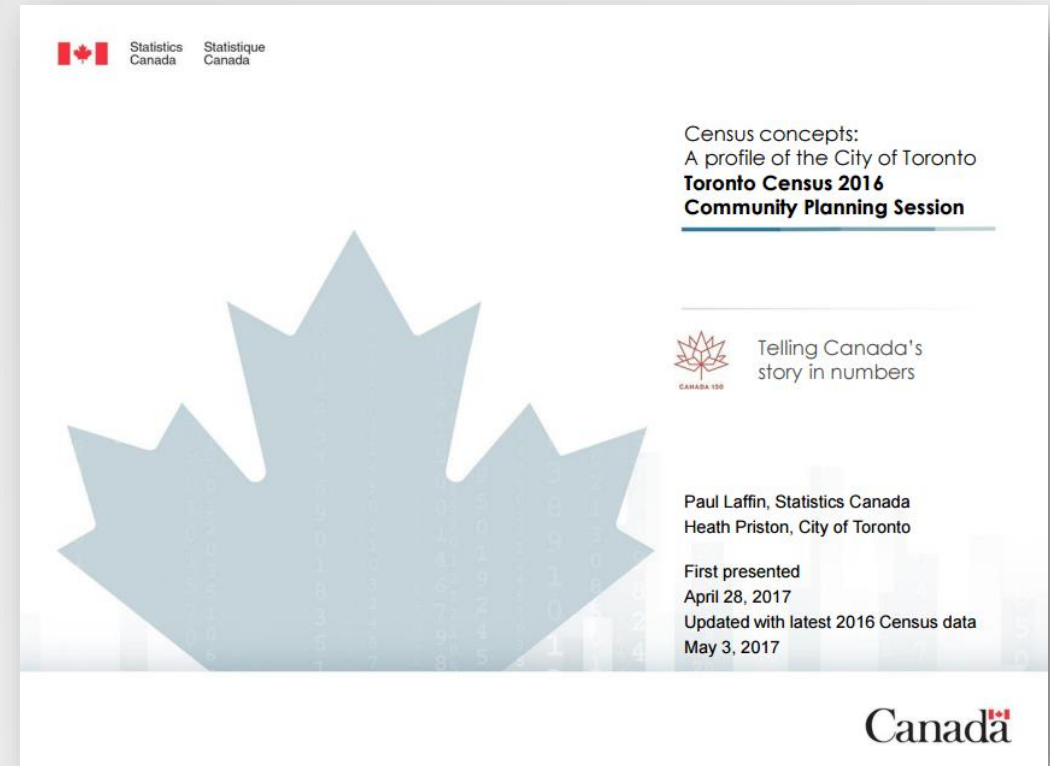 Statistics Statistique
Canada Canada
Census concepts:
A profile of the City of Toronto
Toronto Census 2016
Community Planning Session
CANADA 150
Telling Canada's
story in numbers
Paul Laffin, Statistics Canada
Heath Priston, City of Toronto
First presented
April 28, 2017
Updated with latest 2016 Census data
May 3, 2017
Canada